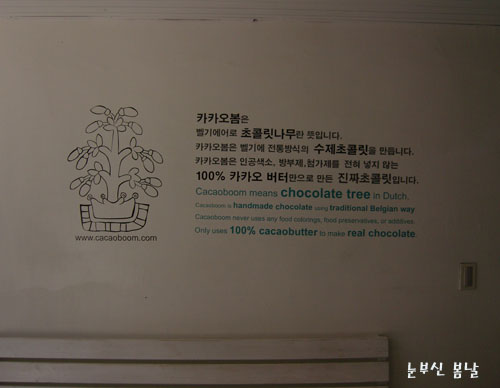 카카오봄은
벨기에어로 초콜릿나무란 뜻입니다.
카카오봄은 벨기에 전통방식의 수제초콜릿을 만듭니다.
카카오봄은 인공색소, 방부제,첨가제를 전혀 넣지 않는
100% 카카오 버터만으로 만든 진짜초콜릿입니다.
Cacaoboom means chocolate tree in Dutch.
Cacaoboom is handmade chocolate using traditional Belgian way
Cacaoboom never uses any food colorings, food preservatives, or additives.
Only uses 100% cacaobutter to make real chocolate.
www.cacaoboom.com
눈부신 봄날